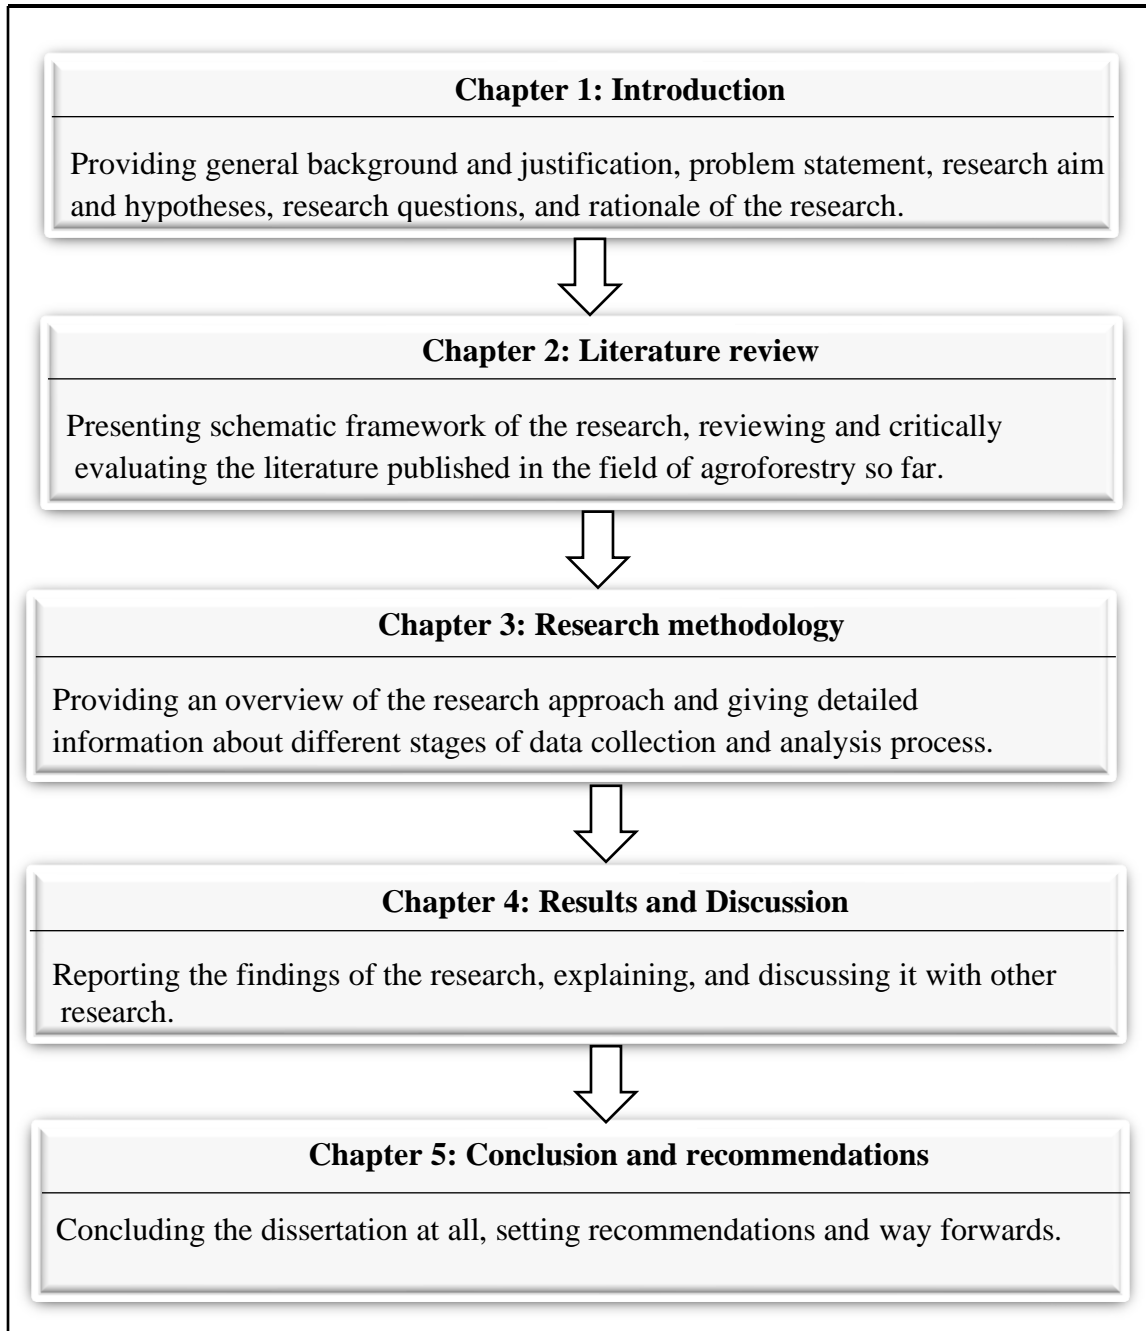 Chapter 1: Introduction
Providing general background and justification, problem statement, research aim
and hypotheses, research questions, and rationale of the research.
Chapter 2: Literature review
Presenting schematic framework of the research, reviewing and critically
evaluating the literature published in the field of agroforestry so far.
Chapter 3: Research methodology
Providing an overview of the research approach and giving detailed
information about different stages of data collection and analysis process.
Chapter 4: Results and Discussion
Reporting the findings of the research, explaining, and discussing it with other
research.
Chapter 5: Conclusion and recommendations
Concluding the dissertation at all, setting recommendations and way forwards.